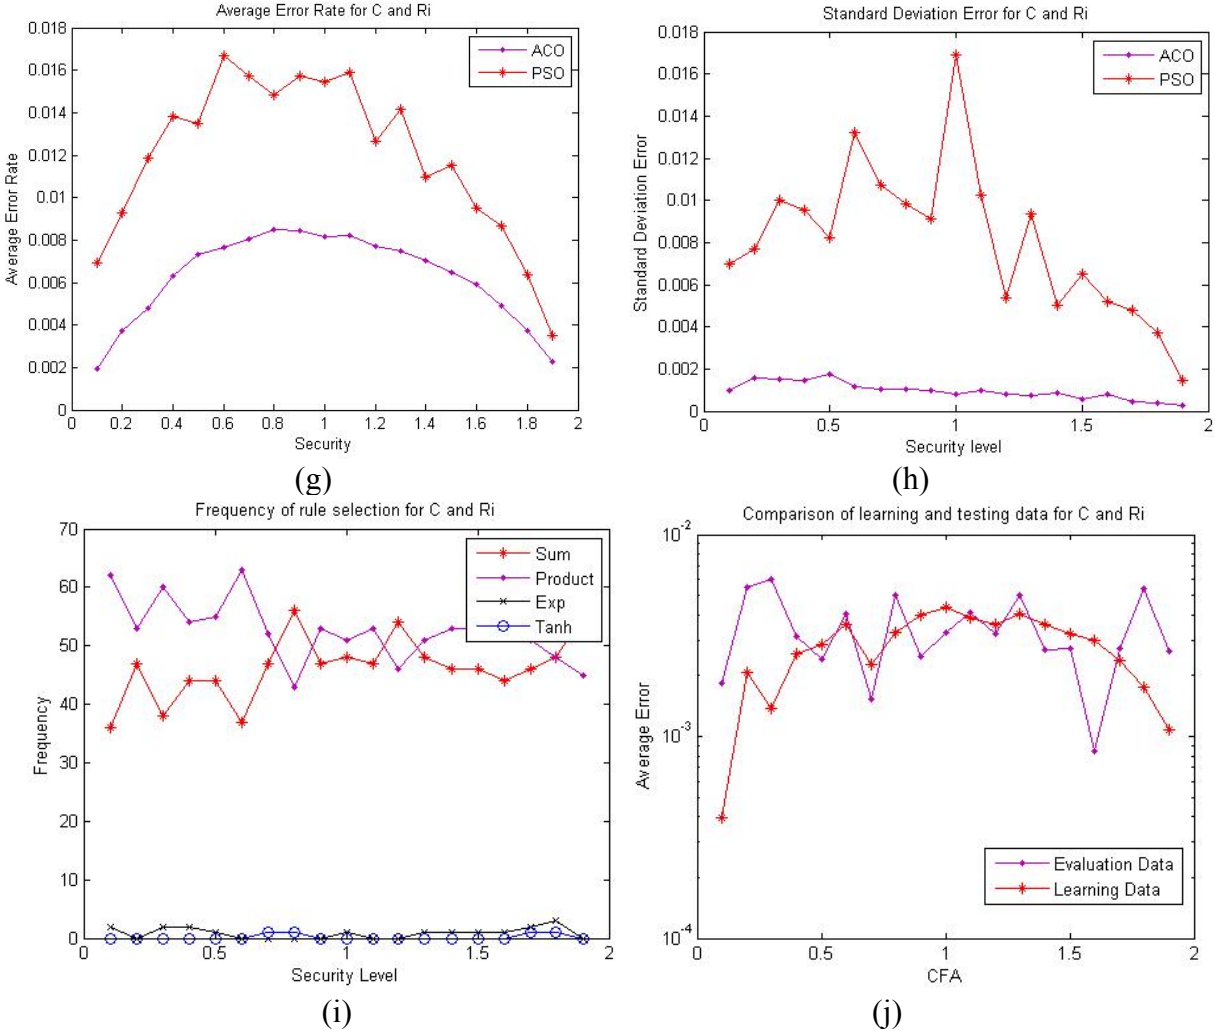 Average Error Rate for C and Ri
0.018
0.016
0.014
0.012
0.01
0.008
0.006
0.004
0.002
0
Average Error Rate
ACO
PSO
0 0.2 0.4 0.6 0.8 1 1.2 1.4 1.6 1.8 2
Security
(g)
Standard Deviation Error for C and Ri
0.018
0.016
0.014
0.012
0.01
0.008
0.006
0.004
0.002
0
Standard Deviation Error
ACO
PSO
0 0.5 1 1.5 2
Security level
(h)
Frequency of rule selection for C and Ri
70
60
50
40
30
20
10
0
Frequency
Sum
Product
Exp
Tanh
0 0.5 1 1.5 2
Security Level
(i)
Comparison of learning and testing data for C and Ri
10⁻²
10⁻³
10⁻⁴
Average Error
Evaluation Data
Learning Data
0 0.5 1 1.5 2
CFA
(j)